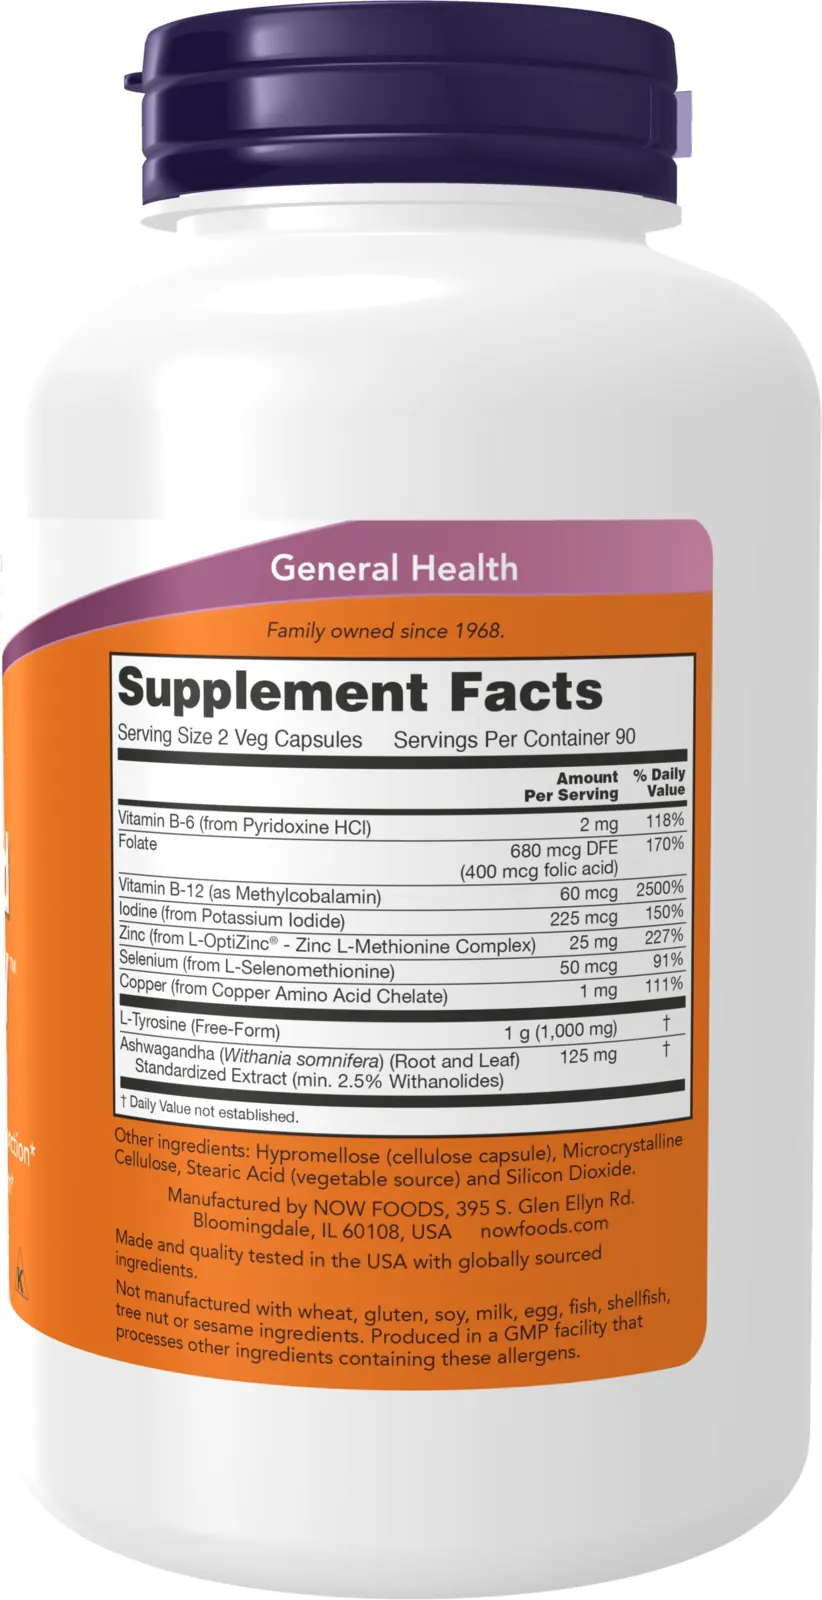 General Health
Family owned since 1968.
Supplement Facts
Serving Size 2 Veg Capsules Servings Per Container 90
Amount Per Serving % Daily Value
Vitamin B-6 (from Pyridoxine HCl) 2 mg 118%
Folate 680 mcg DFE 170%
(400 mcg folic acid)
Vitamin B-12 (as Methylcobalamin) 60 mcg 2500%
Iodine (from Potassium Iodide) 225 mcg 150%
Zinc (from L-OptiZinc® - Zinc L-Methionine Complex) 25 mg 227%
Selenium (from L-Selenomethionine) 50 mcg 91%
Copper (from Copper Amino Acid Chelate) 1 mg 111%
L-Tyrosine (Free-Form) 1 g (1,000 mg) †
Ashwagandha (Withania somnifera) (Root and Leaf) 125 mg †
Standardized Extract (min. 2.5% Withanolides)
† Daily Value not established.
Other ingredients: Hypromellose (cellulose capsule), Microcrystalline
Cellulose, Stearic Acid (vegetable source) and Silicon Dioxide.
Manufactured by NOW FOODS, 395 S. Glen Ellyn Rd.
Bloomingdale, IL 60108, USA nowfoods.com
Made and quality tested in the USA with globally sourced
ingredients.
Not manufactured with wheat, gluten, soy, milk, egg, fish, shellfish,
tree nut or sesame ingredients. Produced in a GMP facility that
processes other ingredients containing these allergens.
K